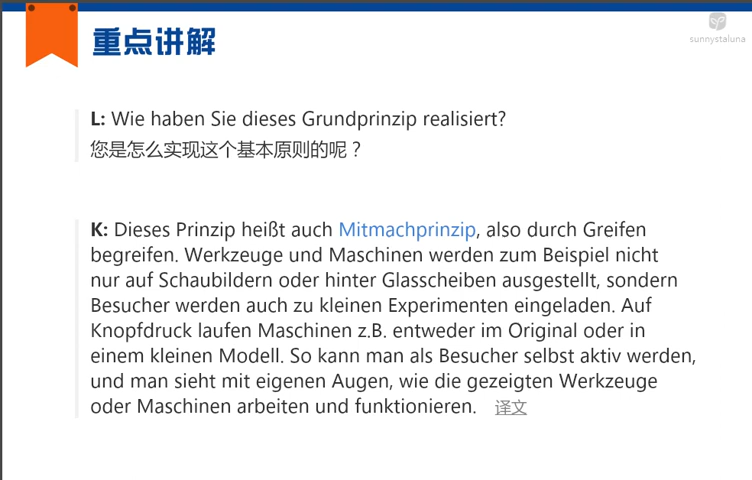 重点讲解
sunnystaluna
L: Wie haben Sie dieses Grundprinzip realisiert?
您是怎么实现这个基本原则的呢？
K: Dieses Prinzip heißt auch Mitmachprinzip, also durch Greifen
begreifen. Werkzeuge und Maschinen werden zum Beispiel nicht
nur auf Schaubildern oder hinter Glasscheiben ausgestellt, sondern
Besucher werden auch zu kleinen Experimenten eingeladen. Auf
Knopfdruck laufen Maschinen z.B. entweder im Original oder in
einem kleinen Modell. So kann man als Besucher selbst aktiv werden,
und man sieht mit eigenen Augen, wie die gezeigten Werkzeuge
oder Maschinen arbeiten und funktionieren. 译文